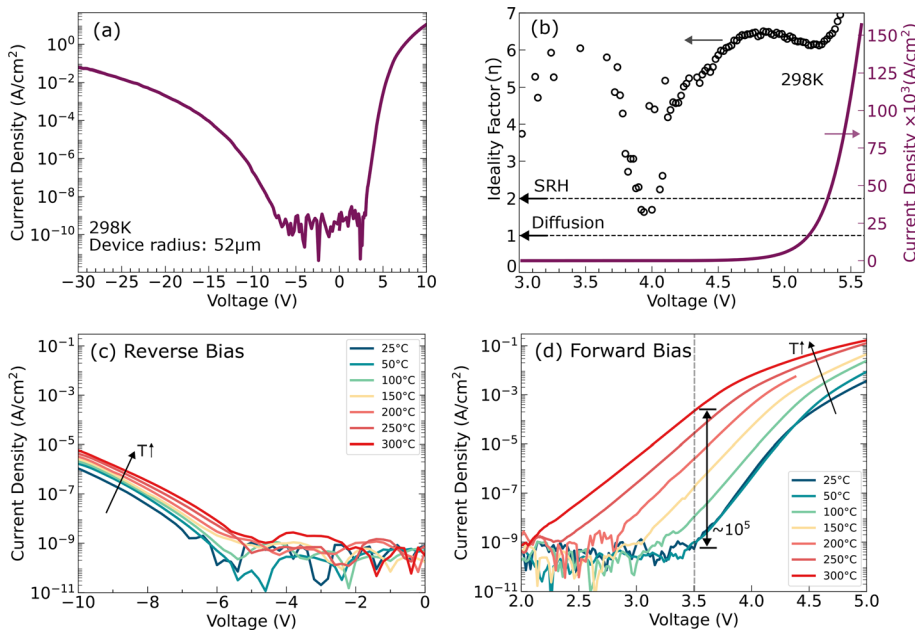 (a)
Current Density (A/cm²)
10⁰
10⁻²
10⁻⁴
10⁻⁶
10⁻⁸
10⁻¹⁰
298K
Device radius: 52μm
−30 −25 −20 −15 −10 −5 0 5 10
Voltage (V)
(b)
Ideality Factor (η)
7
6
5
4
3
2
1
0
298K
SRH
Diffusion
3.0 3.5 4.0 4.5 5.0 5.5
Voltage (V)
150
125
100
75
50
25
0
Current Density ×10³(A/cm²)
(c) Reverse Bias
Current Density (A/cm²)
10⁻¹
10⁻³
10⁻⁵
10⁻⁷
10⁻⁹
10⁻¹¹
T↑
25°C
50°C
100°C
150°C
200°C
250°C
300°C
−10 −8 −6 −4 −2 0
Voltage (V)
(d) Forward Bias
Current Density (A/cm²)
10⁻¹
10⁻³
10⁻⁵
10⁻⁷
10⁻⁹
10⁻¹¹
T↑
~10⁵
25°C
50°C
100°C
150°C
200°C
250°C
300°C
2.0 2.5 3.0 3.5 4.0 4.5 5.0
Voltage (V)